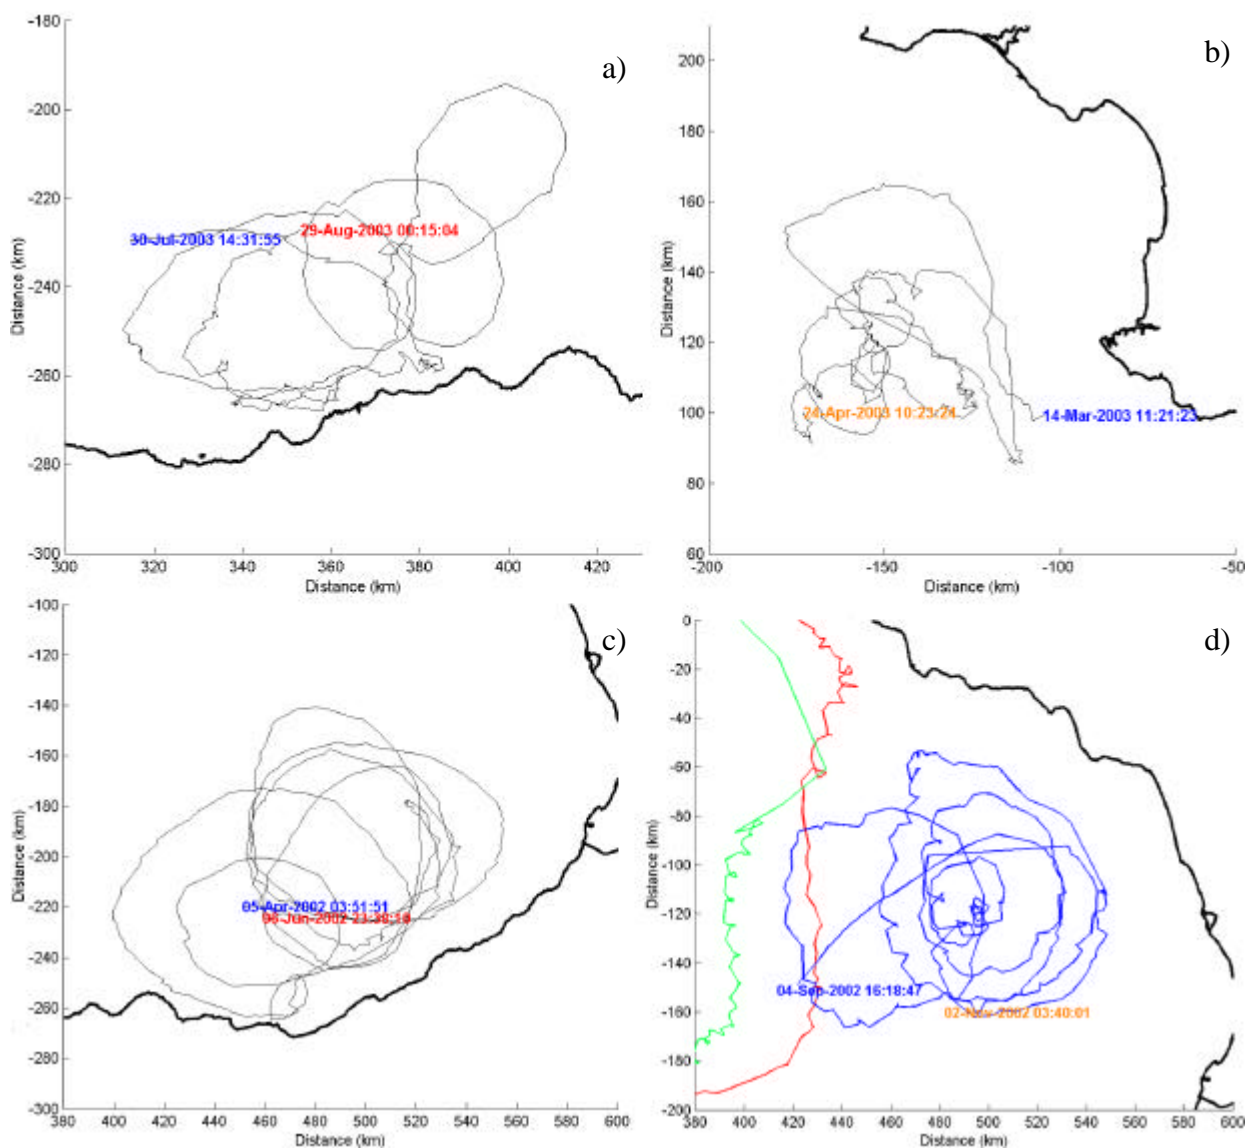 a)
-180
-200
-220
-240
-260
-280
-300
Distance (km)
30-Jul-2003 14:31:55
29-Aug-2003 00:15:04
300 320 340 360 380 400 420
Distance (km)
b)
200
180
160
140
120
100
80
60
Distance (km)
24-Apr-2003 10:23:24
14-Mar-2003 11:21:23
-200 -150 -100 -50
Distance (km)
c)
-100
-120
-140
-160
-180
-200
-220
-240
-260
-280
-300
Distance (km)
05-Apr-2002 03:51:51
380 400 420 440 460 480 500 520 540 560 580 600
Distance (km)
d)
0
-20
-40
-60
-80
-100
-120
-140
-160
-180
-200
Distance (km)
04-Sep-2002 16:18:47
02-Nov-2002 03:40:01
380 400 420 440 460 480 500 520 540 560 580 600
Distance (km)